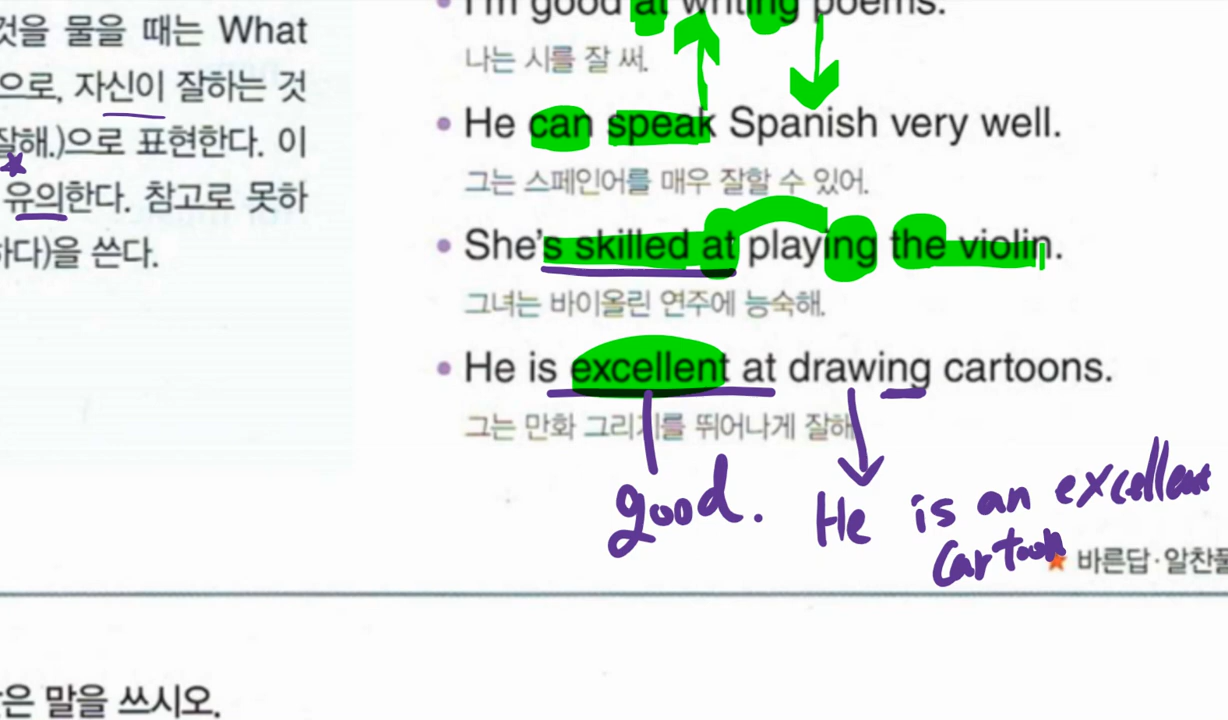 것을 물을 때는 What
으로, 자신이 잘하는 것
잘해.)으로 표현한다. 이
유의한다. 참고로 못하
하다)을 쓴다.
• I'm good at writing poems.
나는 시를 잘 써.
• He can speak Spanish very well.
그는 스페인어를 매우 잘할 수 있어.
• She's skilled at playing the violin.
그녀는 바이올린 연주에 능숙해.
• He is excellent at drawing cartoons.
그는 만화 그리기를 뛰어나게 잘해
good.
He is an excellent
cartoon
바른답·알찬풀
은 말을 쓰시오.